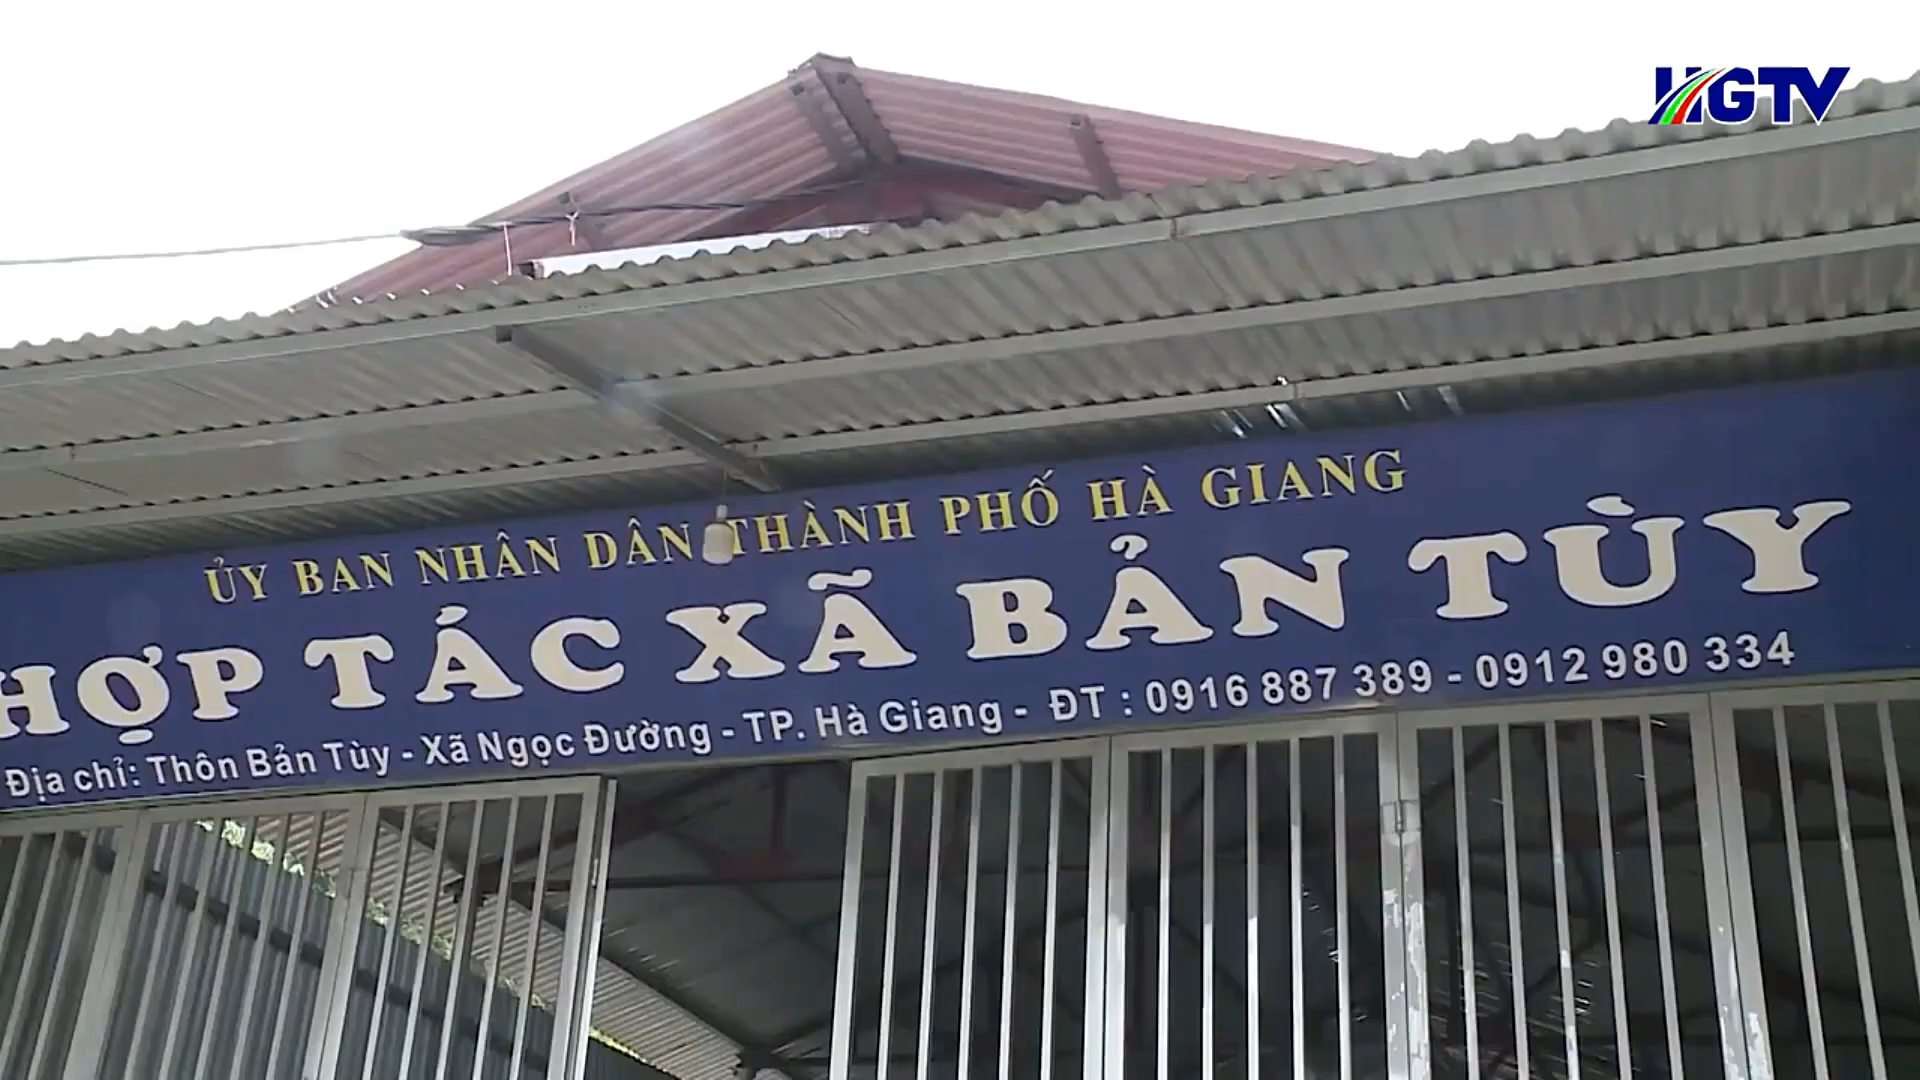 HGTV
ỦY BAN NHÂN DÂN THÀNH PHỐ HÀ GIANG
HỢP TÁC XÃ BẢN TÙY
Địa chỉ: Thôn Bản Tùy - Xã Ngọc Đường - TP. Hà Giang - ĐT : 0916 887 389 - 0912 980 334